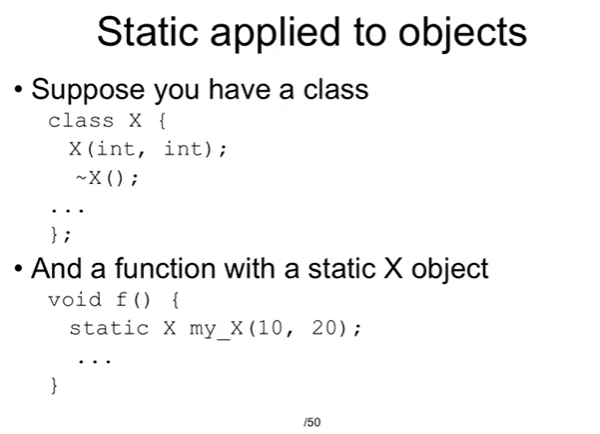 Static applied to objects
• Suppose you have a class
class X {
X(int, int);
~X();
...
};
• And a function with a static X object
void f() {
static X my_X(10, 20);
...
}
/50